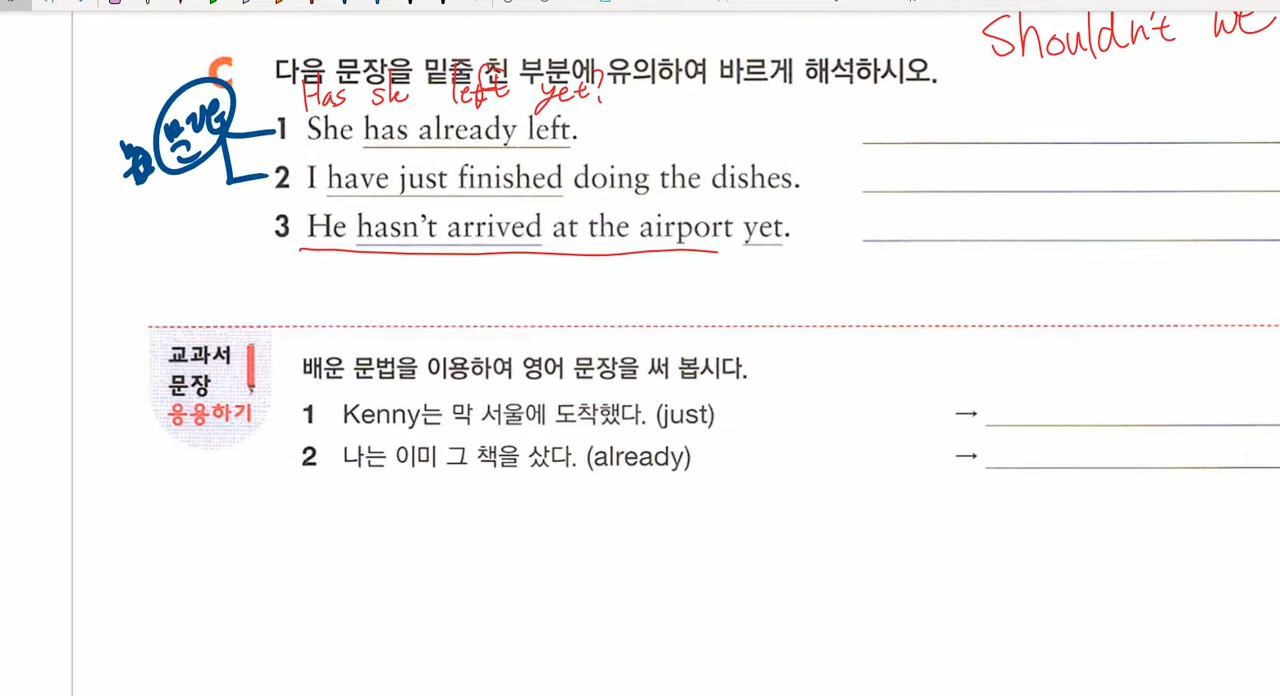 Shouldn't we
C 다음 문장을 밑줄 친 부분에 유의하여 바르게 해석하시오.
Has left yet?
1 She has already left.
2 I have just finished doing the dishes.
3 He hasn't arrived at the airport yet.
교과서
문장
응용하기
배운 문법을 이용하여 영어 문장을 써 봅시다.
1 Kenny는 막 서울에 도착했다. (just) →
2 나는 이미 그 책을 샀다. (already) →